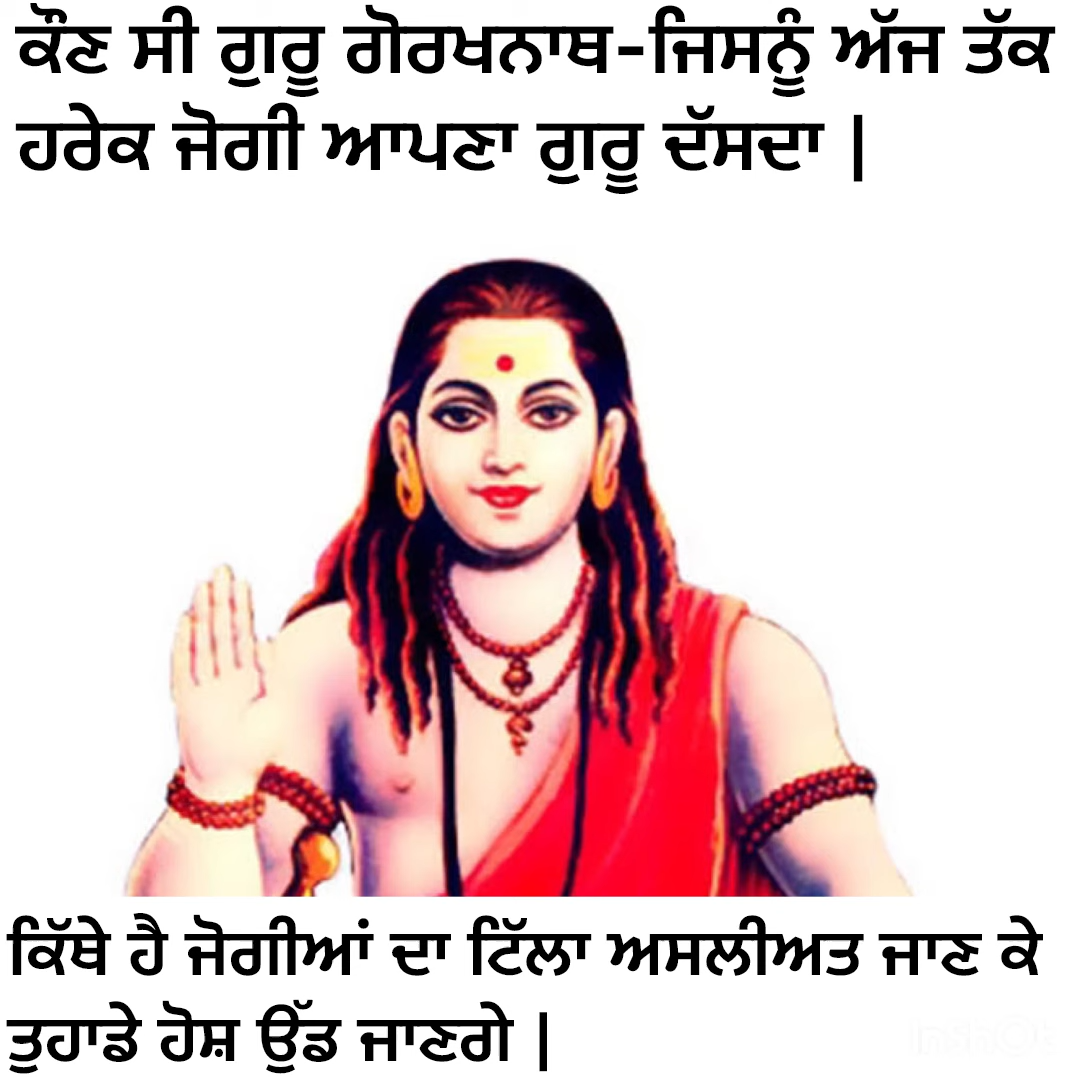 ਕੌਣ ਸੀ ਗੁਰੂ ਗੋਰਖਨਾਥ-ਜਿਸਨੂੰ ਅੱਜ ਤੱਕ
ਹਰੇਕ ਜੋਗੀ ਆਪਣਾ ਗੁਰੂ ਦੱਸਦਾ |
ਕਿੱਥੇ ਹੈ ਜੋਗੀਆਂ ਦਾ ਟਿੱਲਾ ਅਸਲੀਅਤ ਜਾਣ ਕੇ
ਤੁਹਾਡੇ ਹੋਸ਼ ਉੱਡ ਜਾਣਗੇ |